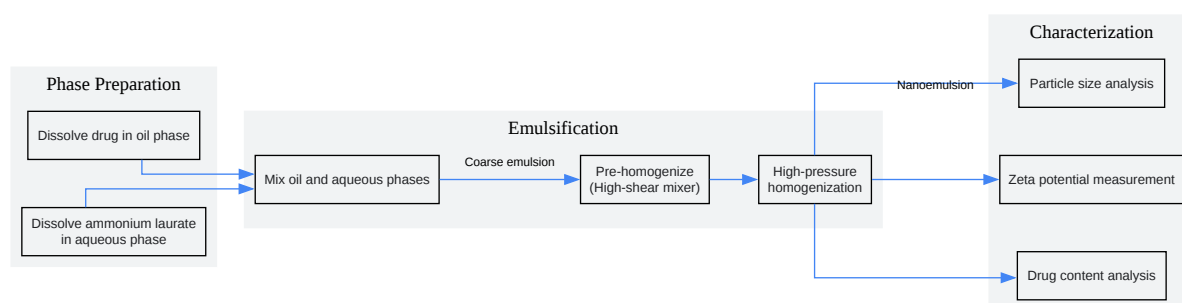 Phase Preparation
Dissolve drug in oil phase
Dissolve ammonium laurate
in aqueous phase
Emulsification
Mix oil and aqueous phases
Coarse emulsion
Pre-homogenize
(High-shear mixer)
High-pressure
homogenization
Nanoemulsion
Characterization
Particle size analysis
Zeta potential measurement
Drug content analysis